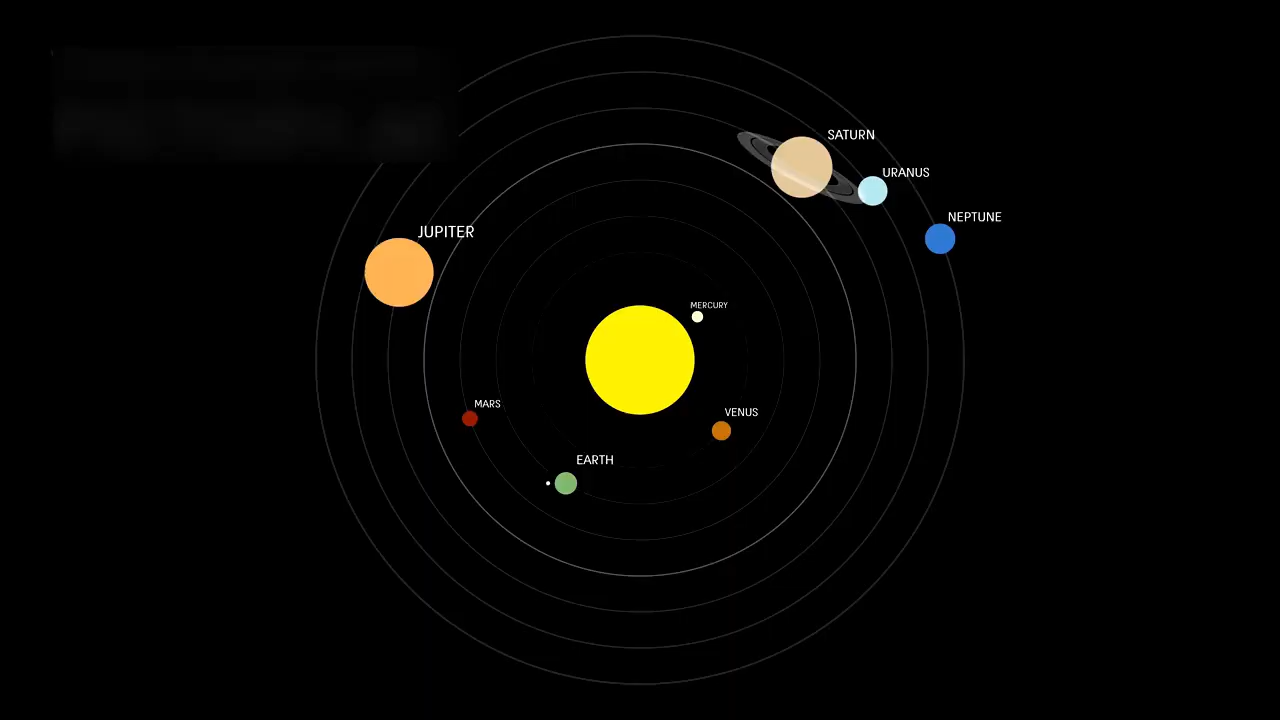 SATURN
URANUS
NEPTUNE
JUPITER
MERCURY
MARS
VENUS
EARTH